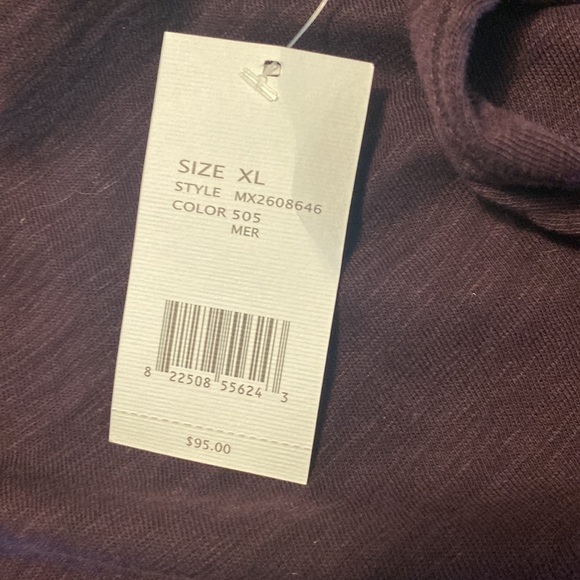 SIZE XL
STYLE MX2608646
COLOR 505
MER
8 22508 55624 3
$95.00